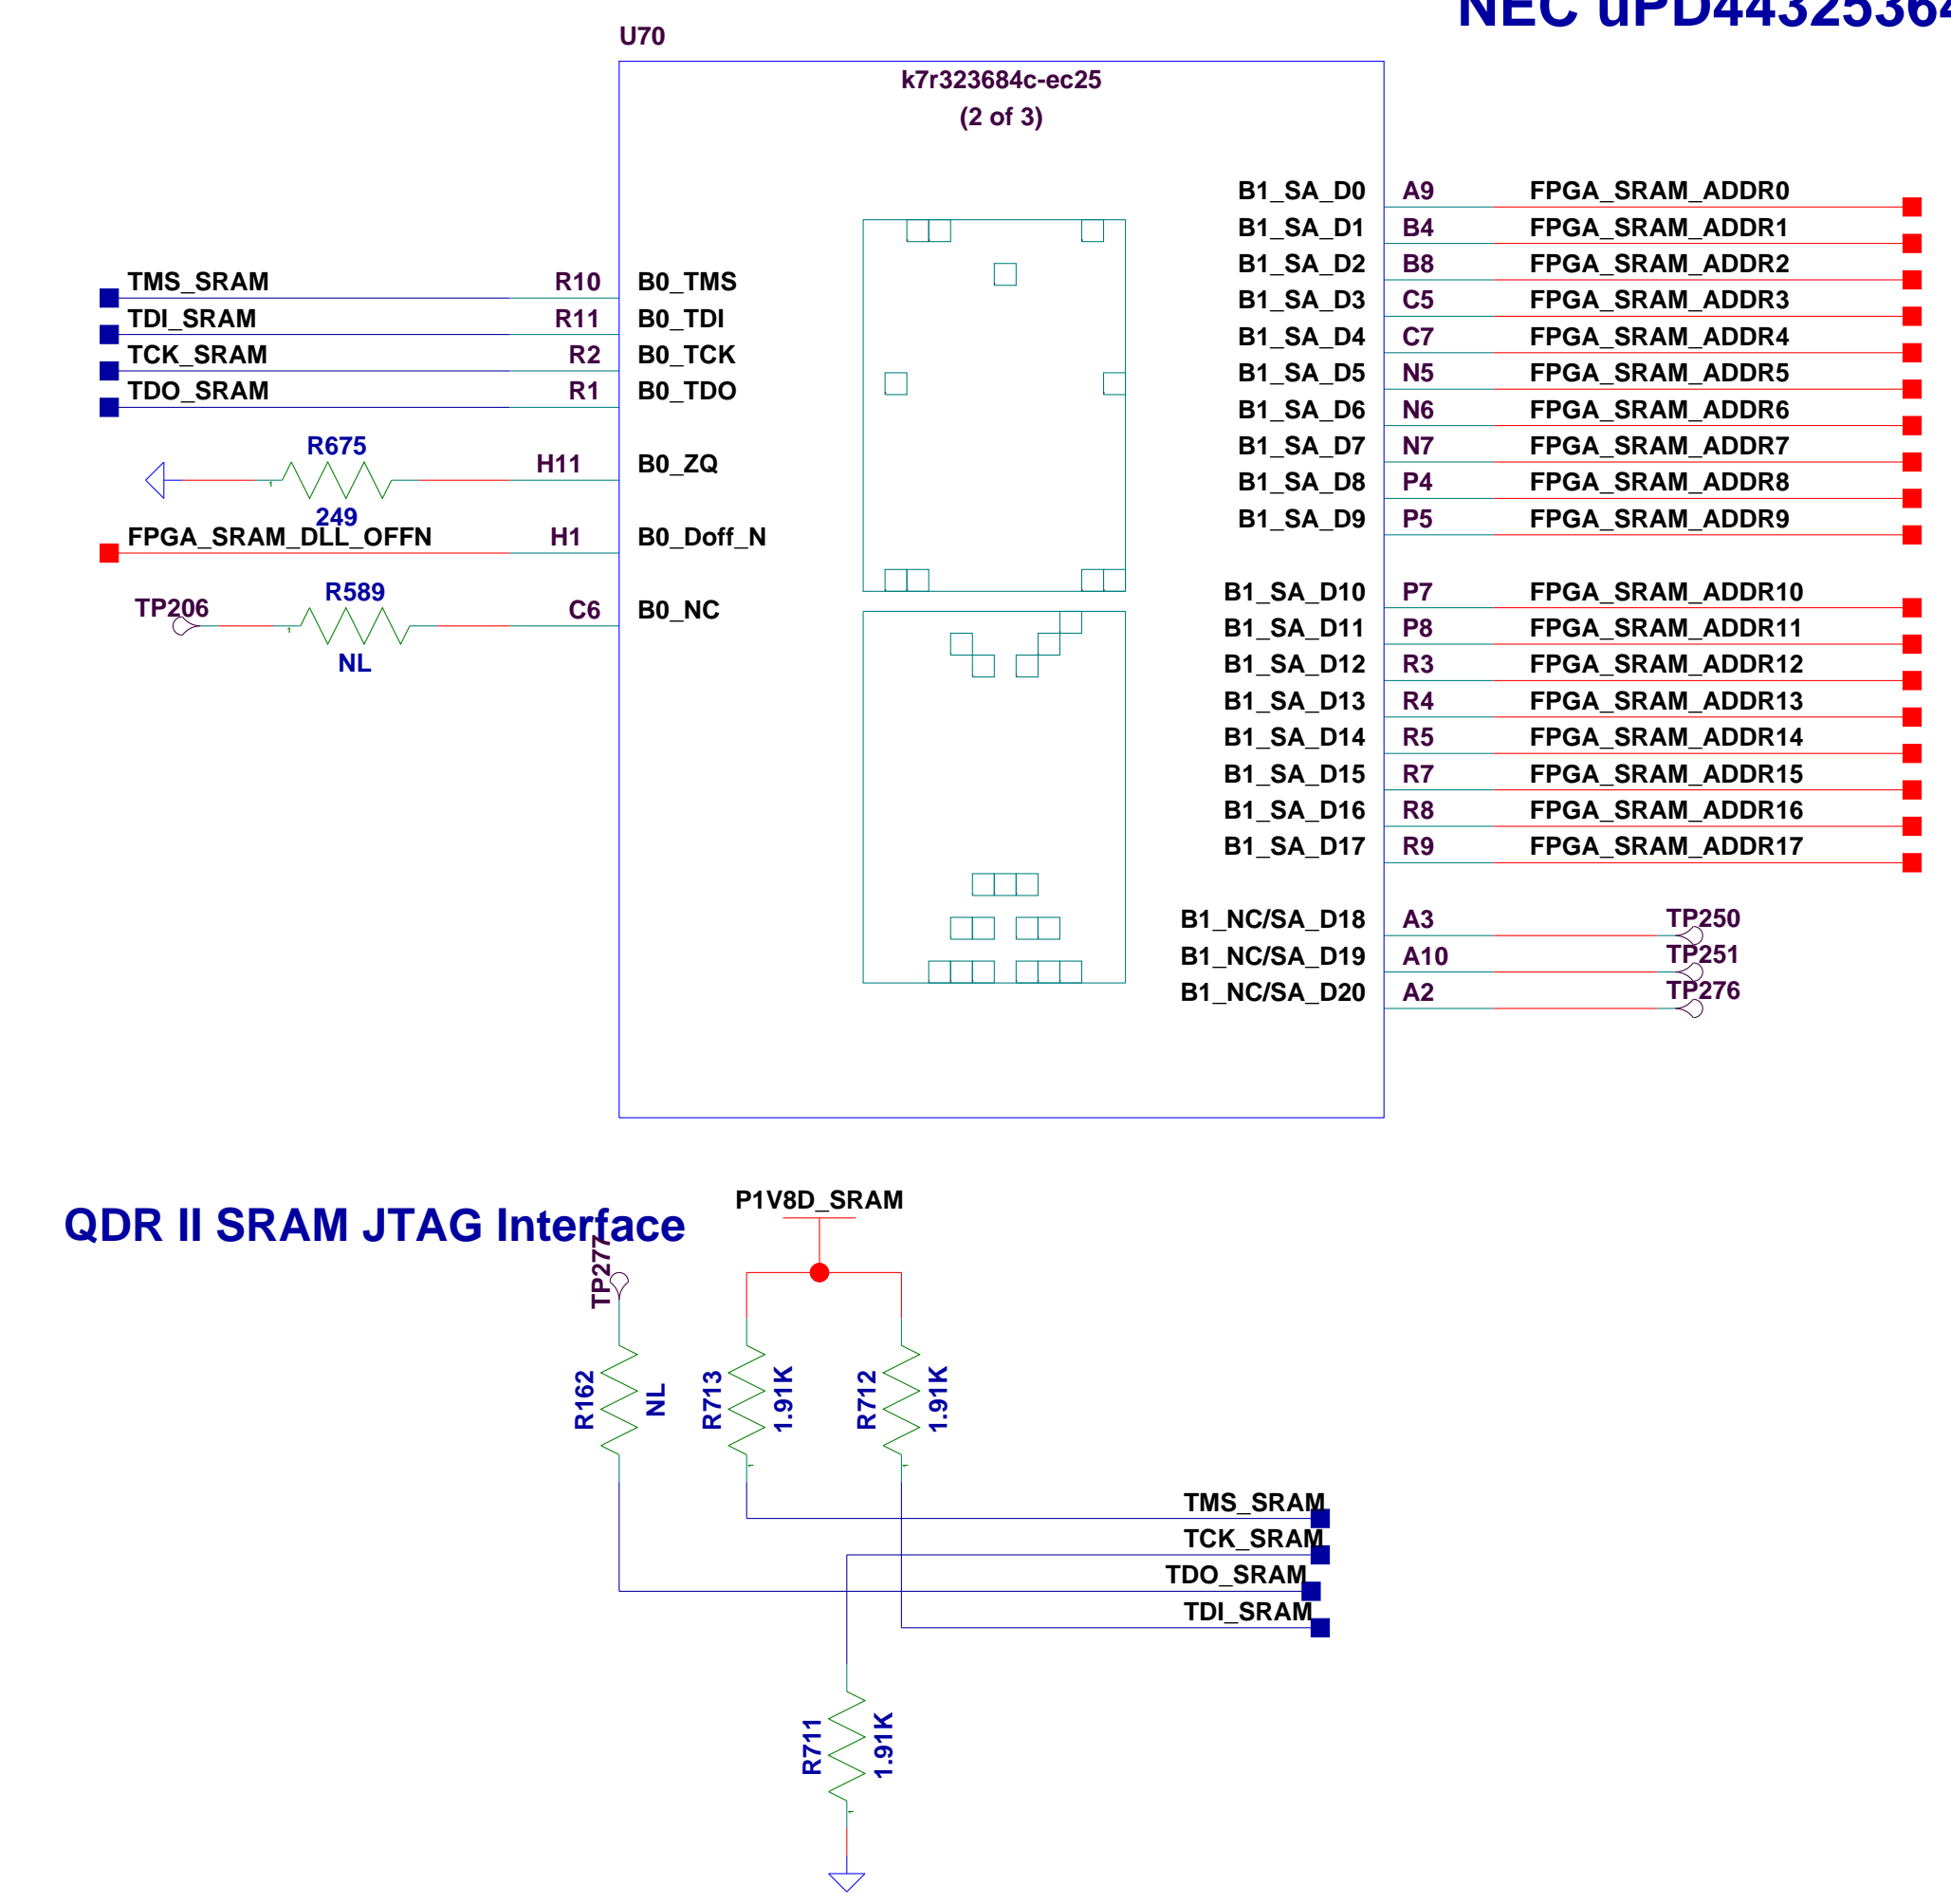 NEC uPD44325364
U70
k7r323684c-ec25
(2 of 3)
TMS_SRAM R10 B0_TMS
TDI_SRAM R11 B0_TDI
TCK_SRAM R2 B0_TCK
TDO_SRAM R1 B0_TDO
R675 1 249 H11 B0_ZQ
FPGA_SRAM_DLL_OFFN H1 B0_Doff_N
TP206 R589 1 NL C6 B0_NC
B1_SA_D0 A9 FPGA_SRAM_ADDR0
B1_SA_D1 B4 FPGA_SRAM_ADDR1
B1_SA_D2 B8 FPGA_SRAM_ADDR2
B1_SA_D3 C5 FPGA_SRAM_ADDR3
B1_SA_D4 C7 FPGA_SRAM_ADDR4
B1_SA_D5 N5 FPGA_SRAM_ADDR5
B1_SA_D6 N6 FPGA_SRAM_ADDR6
B1_SA_D7 N7 FPGA_SRAM_ADDR7
B1_SA_D8 P4 FPGA_SRAM_ADDR8
B1_SA_D9 P5 FPGA_SRAM_ADDR9
B1_SA_D10 P7 FPGA_SRAM_ADDR10
B1_SA_D11 P8 FPGA_SRAM_ADDR11
B1_SA_D12 R3 FPGA_SRAM_ADDR12
B1_SA_D13 R4 FPGA_SRAM_ADDR13
B1_SA_D14 R5 FPGA_SRAM_ADDR14
B1_SA_D15 R7 FPGA_SRAM_ADDR15
B1_SA_D16 R8 FPGA_SRAM_ADDR16
B1_SA_D17 R9 FPGA_SRAM_ADDR17
B1_NC/SA_D18 A3 TP250
B1_NC/SA_D19 A10 TP251
B1_NC/SA_D20 A2 TP276
QDR II SRAM JTAG Interface
P1V8D_SRAM
TP277
R162 NL
R713 1.91K 1
R712 1.91K 1
TMS_SRAM
TCK_SRAM
TDO_SRAM
TDI_SRAM
R711 1.91K 1